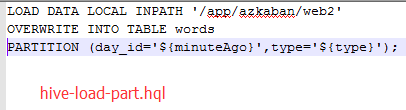 LOAD DATA LOCAL INPATH '/app/azkaban/web2'
OVERWRITE INTO TABLE words
PARTITION (day_id='${minuteAgo}',type='${type}');
hive-load-part.hql